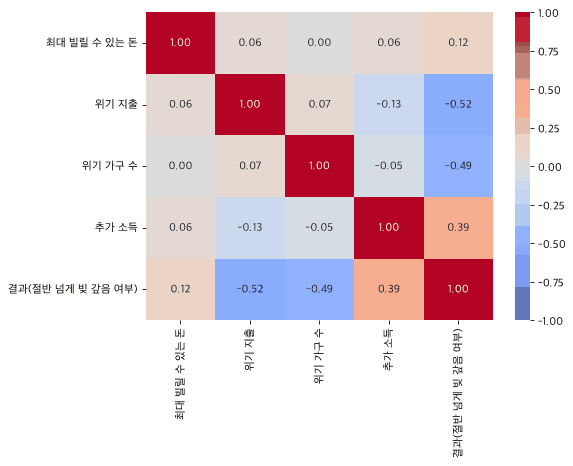 최대 빌릴 수 있는 돈
위기 지출
위기 가구 수
추가 소득
결과(절반 넘게 빚 갚음 여부)
1.00 0.06 0.00 0.06 0.12
0.06 1.00 0.07 -0.13 -0.52
0.00 0.07 1.00 -0.05 -0.49
0.06 -0.13 -0.05 1.00 0.39
0.12 -0.52 -0.49 0.39 1.00
최대 빌릴 수 있는 돈
위기 지출
위기 가구 수
추가 소득
결과(절반 넘게 빚 갚음 여부)
1.00
0.75
0.50
0.25
0.00
-0.25
-0.50
-0.75
-1.00